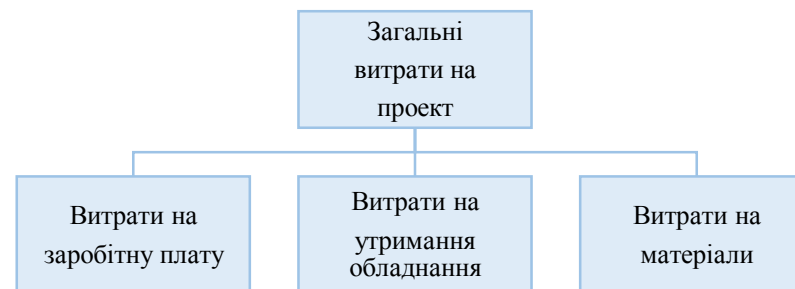 Загальні
витрати на
проект
Витрати на
заробітну плату
Витрати на
утримання
обладнання
Витрати на
матеріали